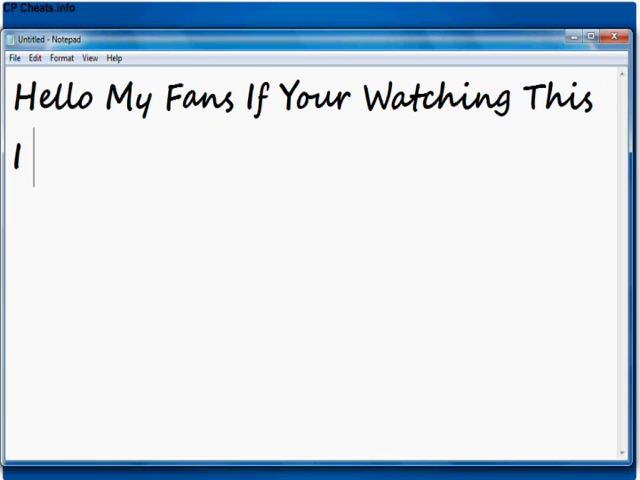 CP Cheats.info
Untitled - Notepad
File Edit Format View Help
Hello My Fans If Your Watching This
I